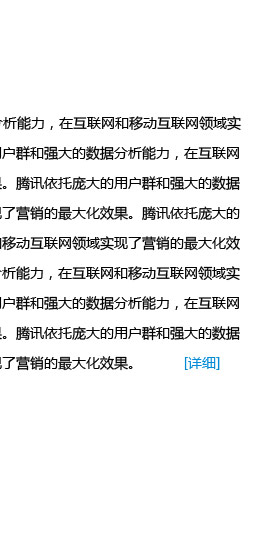 析能力，在互联网和移动互联网领域实
户群和强大的数据分析能力，在互联网
。腾讯依托庞大的用户群和强大的数据
了营销的最大化效果。腾讯依托庞大的
移动互联网领域实现了营销的最大化效
析能力，在互联网和移动互联网领域实
户群和强大的数据分析能力，在互联网
。腾讯依托庞大的用户群和强大的数据
了营销的最大化效果。 [详细]